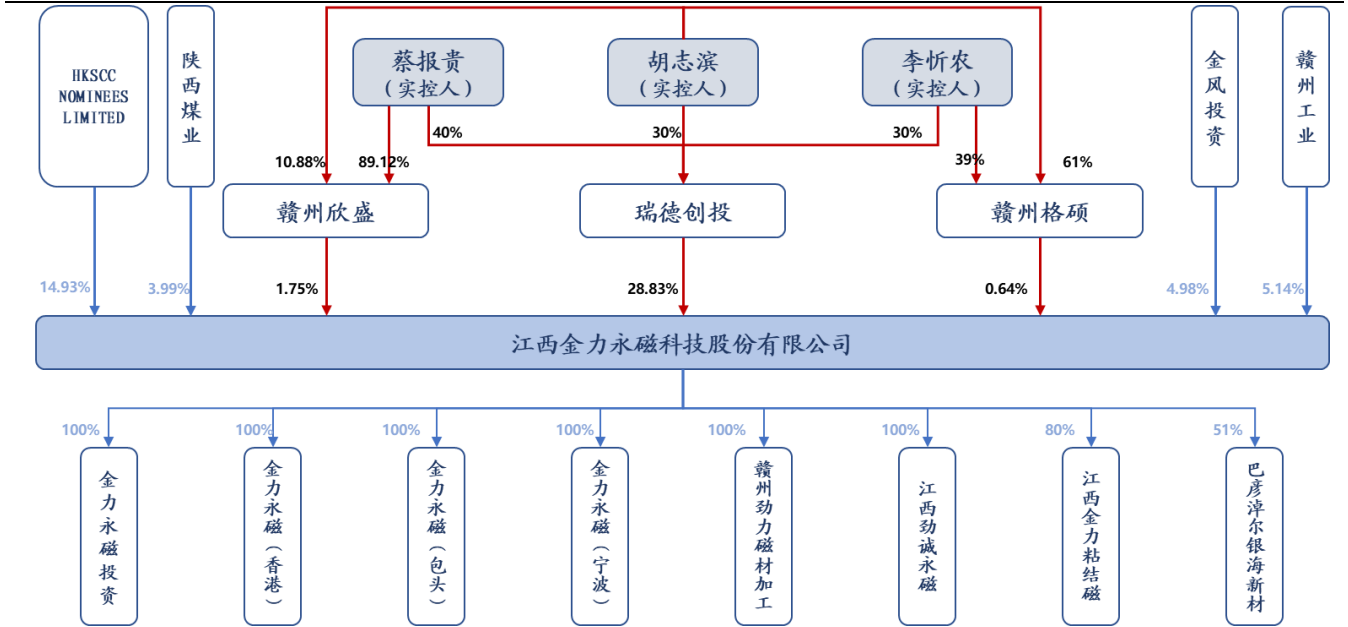 HKSCC
NOMINEES
LIMITED
陕西煤业
蔡报贵
（实控人）
胡志滨
（实控人）
李忻农
（实控人）
金风投资
赣州工业
40%
30%
30%
10.88%
89.12%
39%
61%
赣州欣盛
瑞德创投
赣州格硕
14.93%
3.99%
1.75%
28.83%
0.64%
4.98%
5.14%
江西金力永磁科技股份有限公司
100%
100%
100%
100%
100%
100%
80%
51%
金力永磁投资
金力永磁（香港）
金力永磁（包头）
金力永磁（宁波）
赣州劲力磁材加工
江西劲诚永磁
江西金力粘结磁
巴彦淖尔银海新材